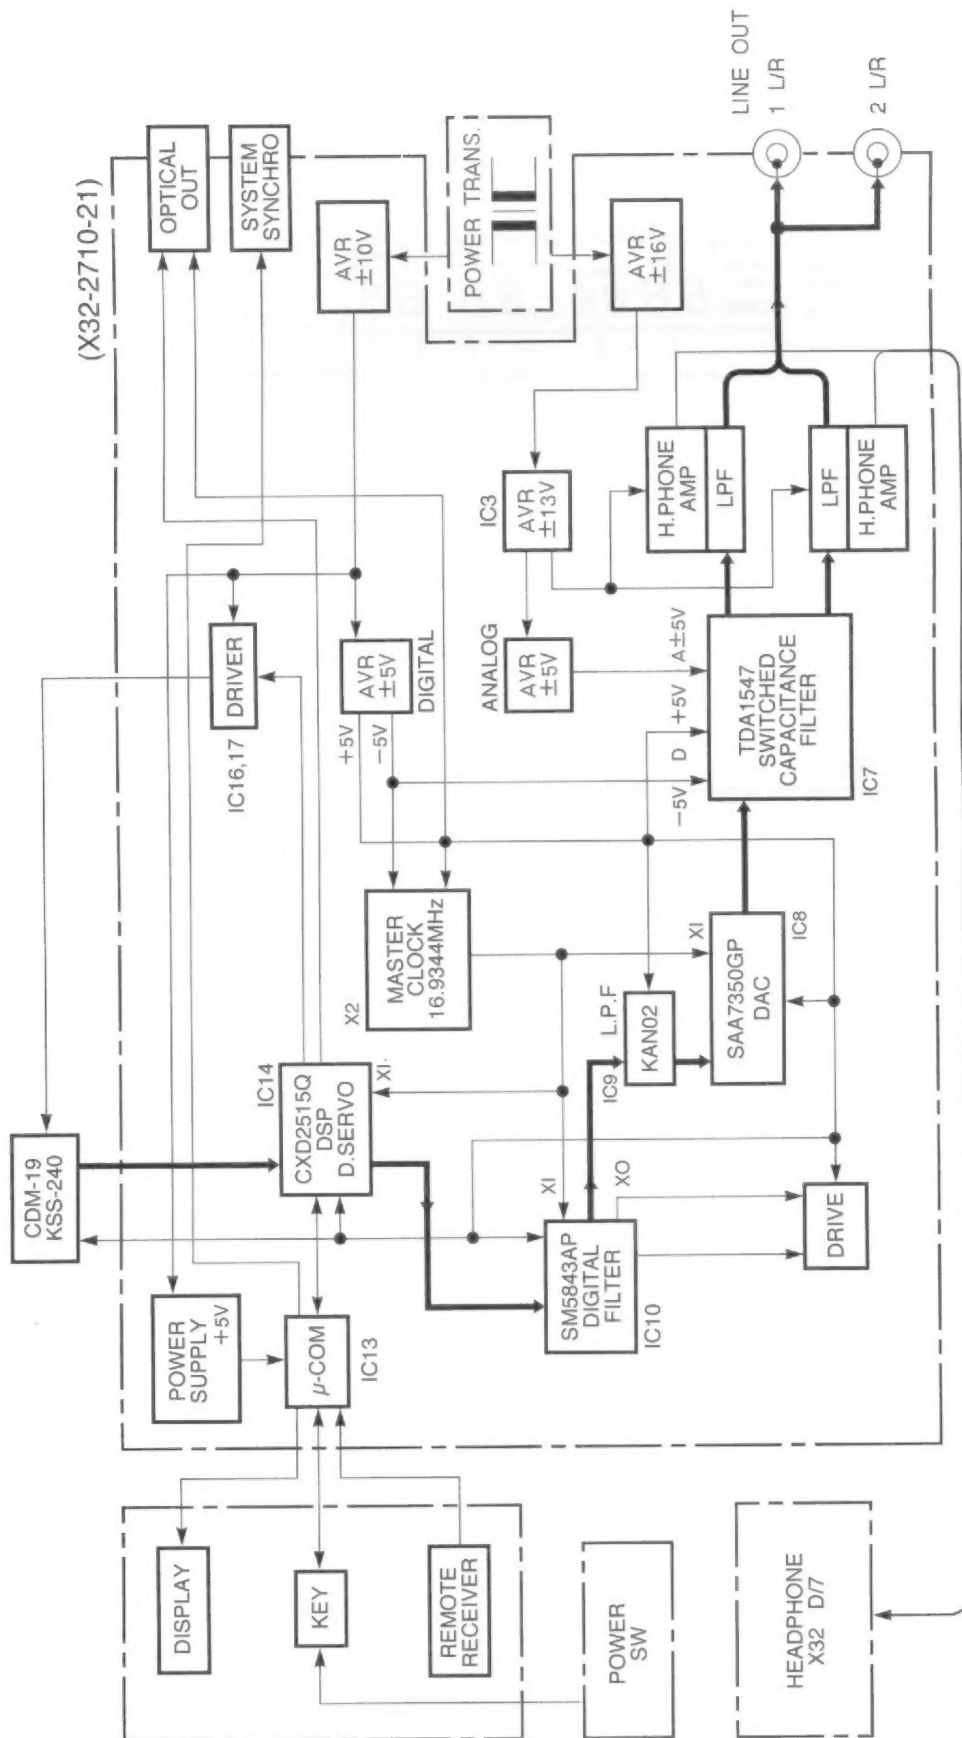 (X32-2710-21)
CDM-19
KSS-240
OPTICAL
OUT
SYSTEM
SYNCHRO
POWER
SUPPLY
+5V
DISPLAY
KEY
REMOTE
RECEIVER
µ-COM
IC13
IC14
CXD2515Q
DSP
D.SERVO
XI
DRIVER
IC16,17
AVR
±10V
AVR
±5V
DIGITAL
+5V
−5V
POWER TRANS.
X2
MASTER
CLOCK
16.9344MHz
IC3
AVR
±13V
AVR
±16V
ANALOG
AVR
±5V
POWER
SW
SM5843AP
DIGITAL
FILTER
IC10
XI
XO
IC9
L.P.F
KAN02
XI
SAA7350GP
DAC
IC8
−5V
D
+5V
A±5V
TDA1547
SWITCHED
CAPACITANCE
FILTER
IC7
H.PHONE
AMP
LPF
LPF
H.PHONE
AMP
LINE OUT
1 L/R
2 L/R
DRIVE
HEADPHONE
X32 D/7